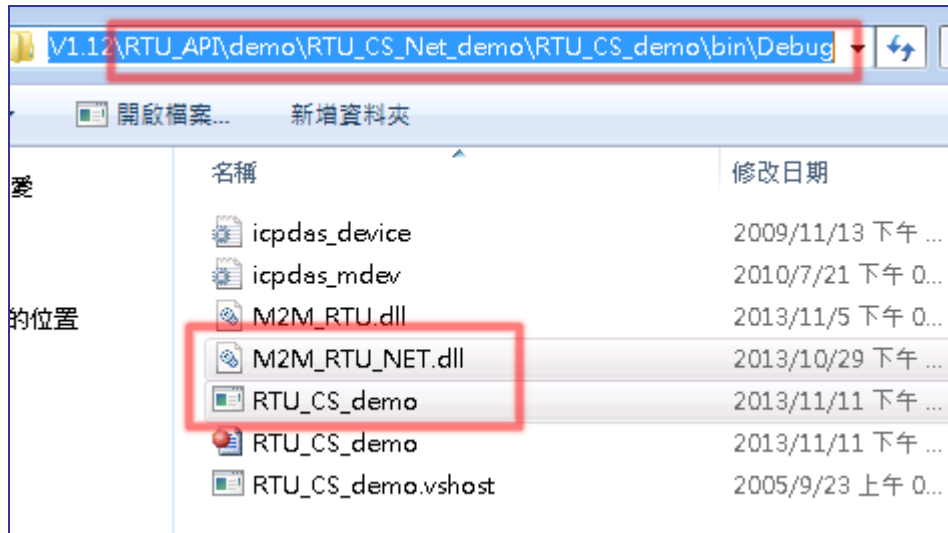 V1.12\RTU_API\demo\RTU_CS_Net_demo\RTU_CS_demo\bin\Debug
開啟檔案... 新增資料夾
名稱 修改日期
愛
icpdas_device 2009/11/13 下午 ...
icpdas_mdev 2010/7/21 下午 0...
的位置
M2M_RTU.dll 2013/11/5 下午 0...
M2M_RTU_NET.dll 2013/10/29 下午 ...
RTU_CS_demo 2013/11/11 下午 ...
RTU_CS_demo 2013/11/11 下午 ...
RTU_CS_demo.vshost 2005/9/23 上午 0...